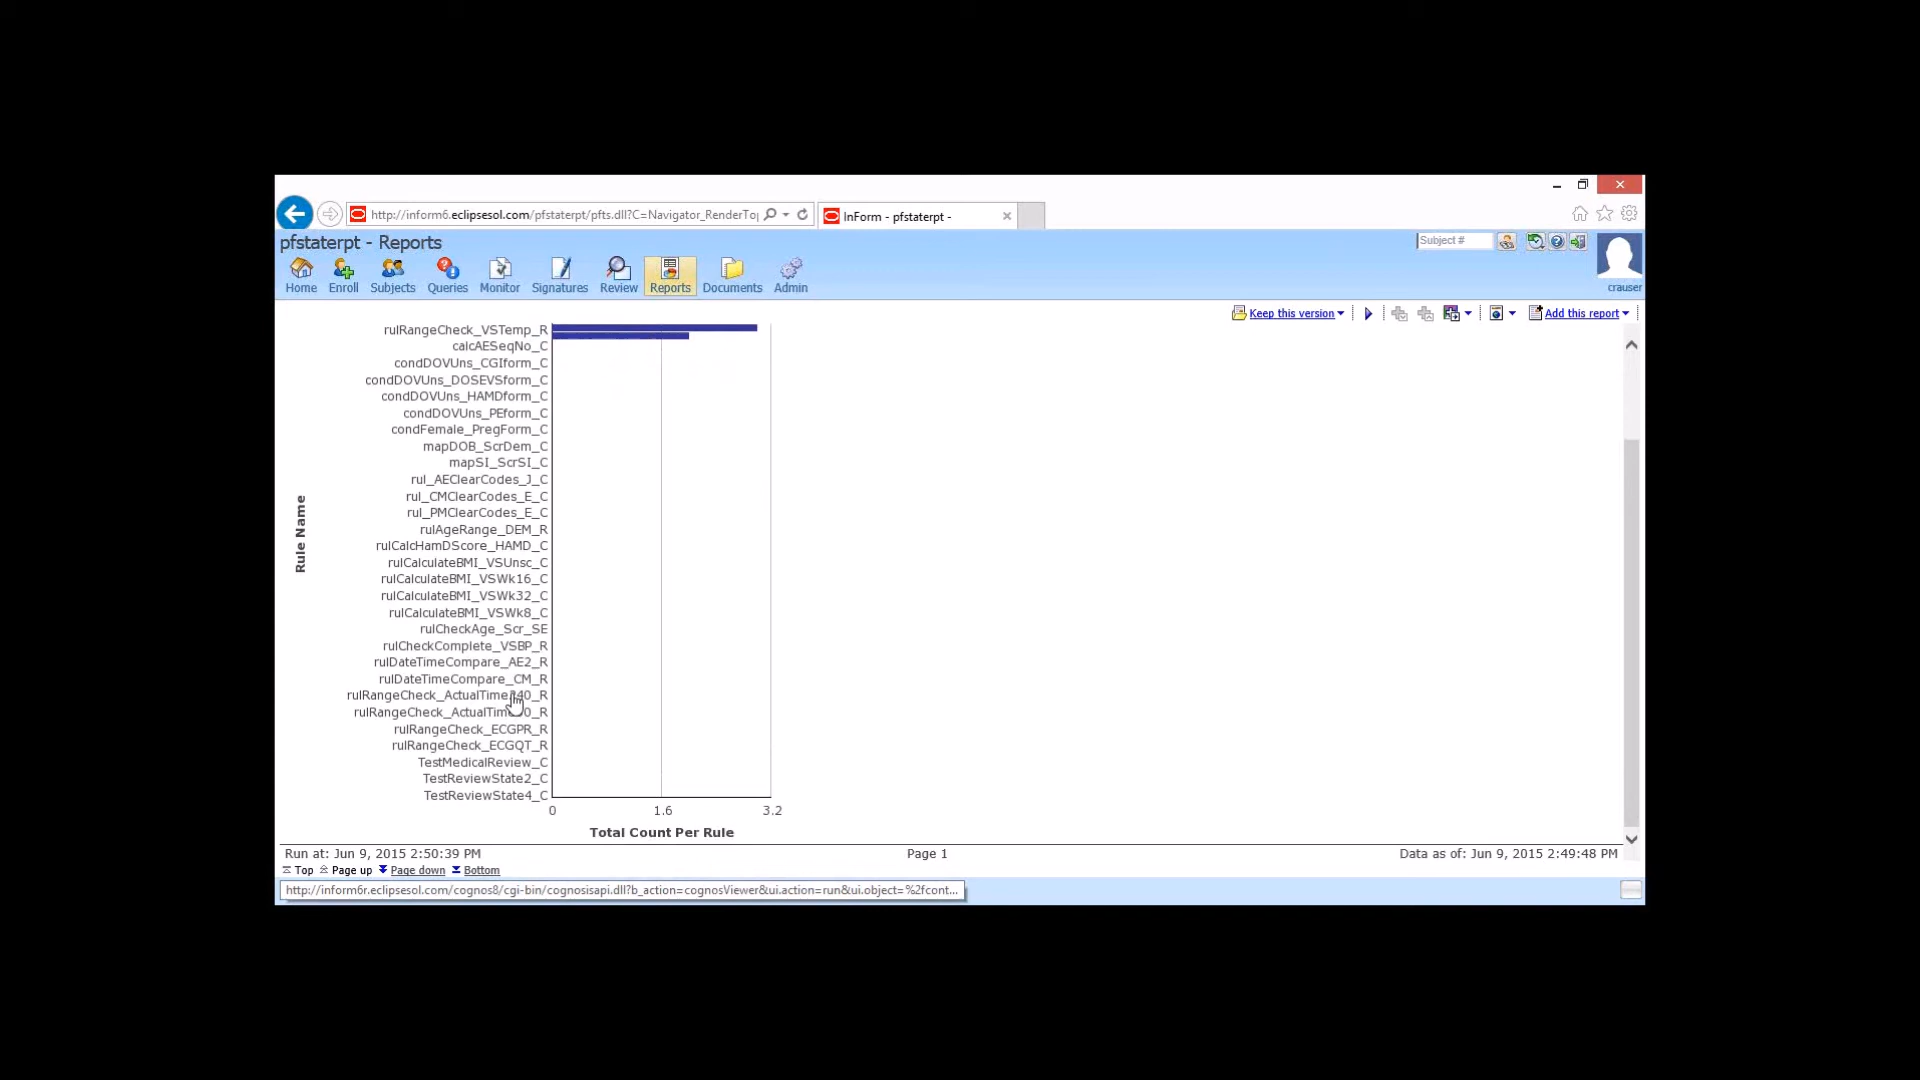 http://inform6.eclipsesol.com/pfstaterpt/pfts.dll?C=Navigator_RenderTo
InForm - pfstaterpt -
pfstaterpt - Reports
Subject #
Home Enroll Subjects Queries Monitor Signatures Review Reports Documents Admin
crauser
Keep this version
Add this report
rulRangeCheck_VSTemp_R
calcAESeqNo_C
condDOVUns_CGIform_C
condDOVUns_DOSEVSform_C
condDOVUns_HAMDform_C
condDOVUns_PEform_C
condFemale_PregForm_C
mapDOB_ScrDem_C
mapSI_ScrSI_C
rul_AEClearCodes_J_C
rul_CMClearCodes_E_C
rul_PMClearCodes_E_C
rulAgeRange_DEM_R
rulCalcHamDScore_HAMD_C
rulCalculateBMI_VSUnsc_C
rulCalculateBMI_VSWk16_C
rulCalculateBMI_VSWk32_C
rulCalculateBMI_VSWk8_C
rulCheckAge_Scr_SE
rulCheckComplete_VSBP_R
rulDateTimeCompare_AE2_R
rulDateTimeCompare_CM_R
rulRangeCheck_ECGPR_R
rulRangeCheck_ECGQT_R
TestMedicalReview_C
TestReviewState2_C
TestReviewState4_C
Rule Name
0 1.6 3.2
Total Count Per Rule
Run at: Jun 9, 2015 2:50:39 PM
Page 1
Data as of: Jun 9, 2015 2:49:48 PM
Top Page up Page down Bottom
http://inform6r.eclipsesol.com/cognos8/cgi-bin/cognosisapi.dll?b_action=cognosViewer&ui.action=run&ui.object=%2fcont...